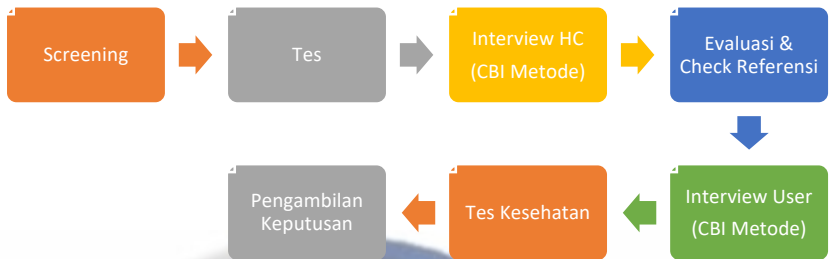 Screening
Tes
Interview HC
(CBI Metode)
Evaluasi &
Check Referensi
Interview User
(CBI Metode)
Tes Kesehatan
Pengambilan
Keputusan